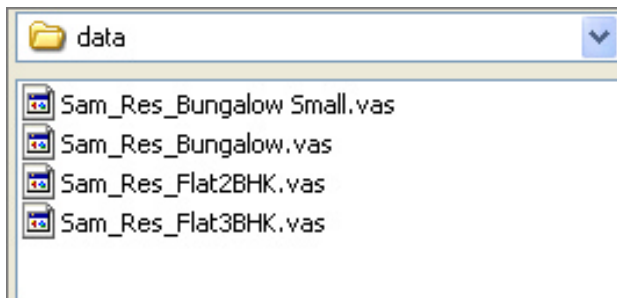 data
Sam_Res_Bungalow Small.vas
Sam_Res_Bungalow.vas
Sam_Res_Flat2BHK.vas
Sam_Res_Flat3BHK.vas